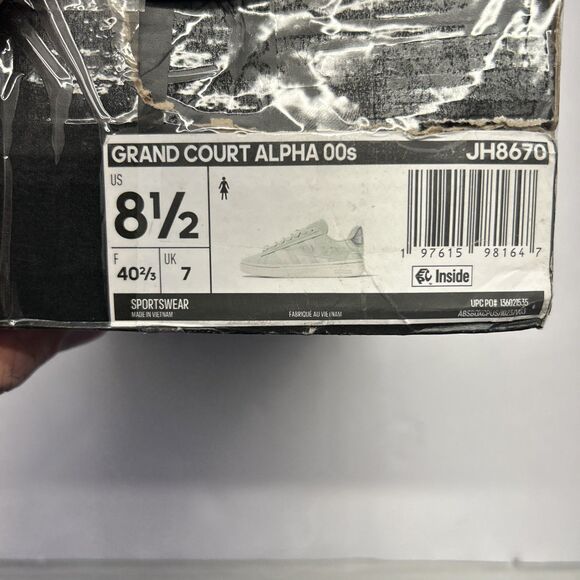 GRAND COURT ALPHA 00s JH8670
US
8½
F
40⅔
UK
7
1 97615 98164 7
Inside
SPORTSWEAR UPC PO# 136021535
MADE IN VIETNAM FABRIQUÉ AU VIETNAM